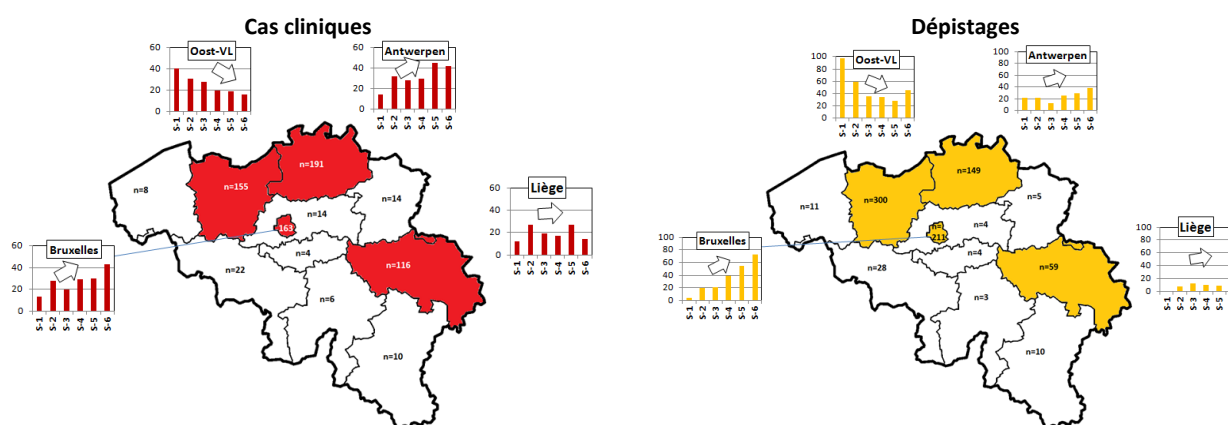 Cas cliniques
Oost-VL
60
40
20
0
S-1
S-2
S-3
S-4
S-5
S-6
Antwerpen
60
40
20
0
S-1
S-2
S-3
S-4
S-5
S-6
n=8
n=155
n=191
n=14
n=14
163
n=4
n=22
n=116
n=6
n=10
Liège
60
40
20
0
S-1
S-2
S-3
S-4
S-5
S-6
Bruxelles
60
40
20
0
S-1
S-2
S-3
S-4
S-5
S-6
Dépistages
Oost-VL
100
80
60
40
20
0
S-1
S-2
S-3
S-4
S-5
S-6
Antwerpen
100
80
60
40
20
0
S-1
S-2
S-3
S-4
S-5
S-6
n=11
n=300
n=149
n=5
n=4
n=
211
n=4
n=28
n=59
n=3
n=10
Bruxelles
100
80
60
40
20
0
S-1
S-2
S-3
S-4
S-5
S-6
Liège
100
80
60
40
20
0
S-1
S-2
S-3
S-4
S-5